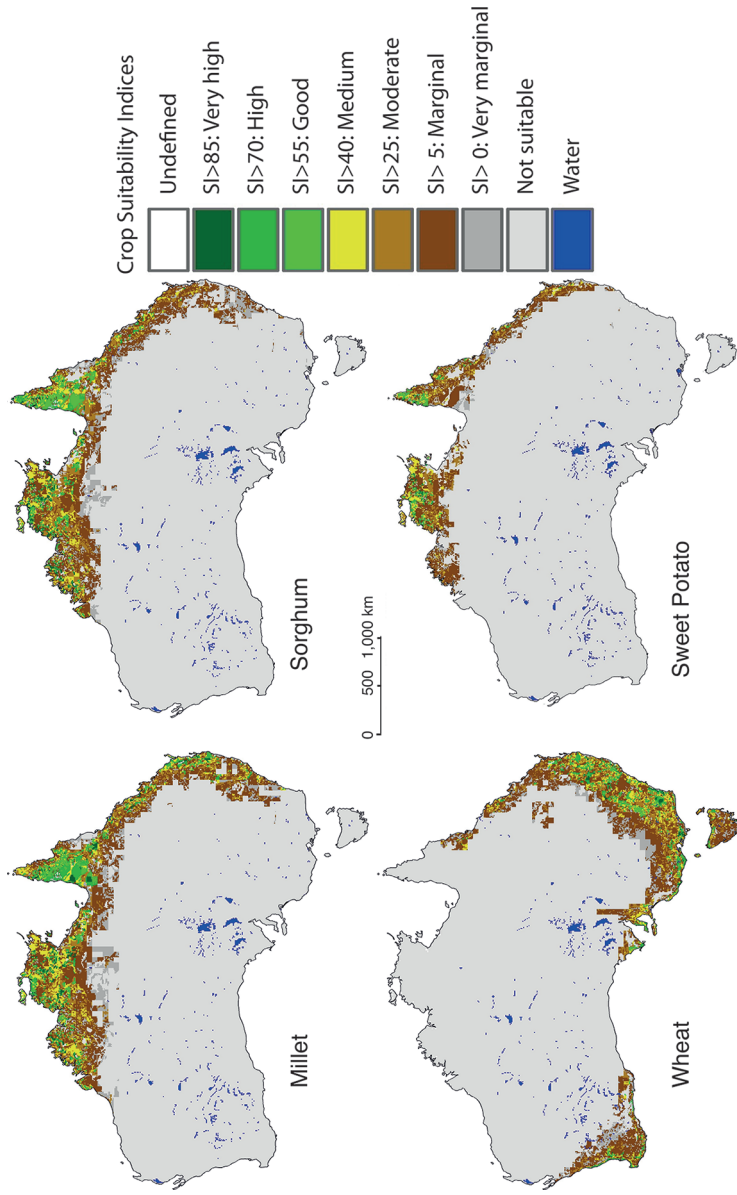 Millet
Sorghum
Wheat
Sweet Potato
0 500 1,000 km
Crop Suitability Indices
Undefined
SI>85: Very high
SI>70: High
SI>55: Good
SI>40: Medium
SI>25: Moderate
SI> 5: Marginal
SI> 0: Very marginal
Not suitable
Water